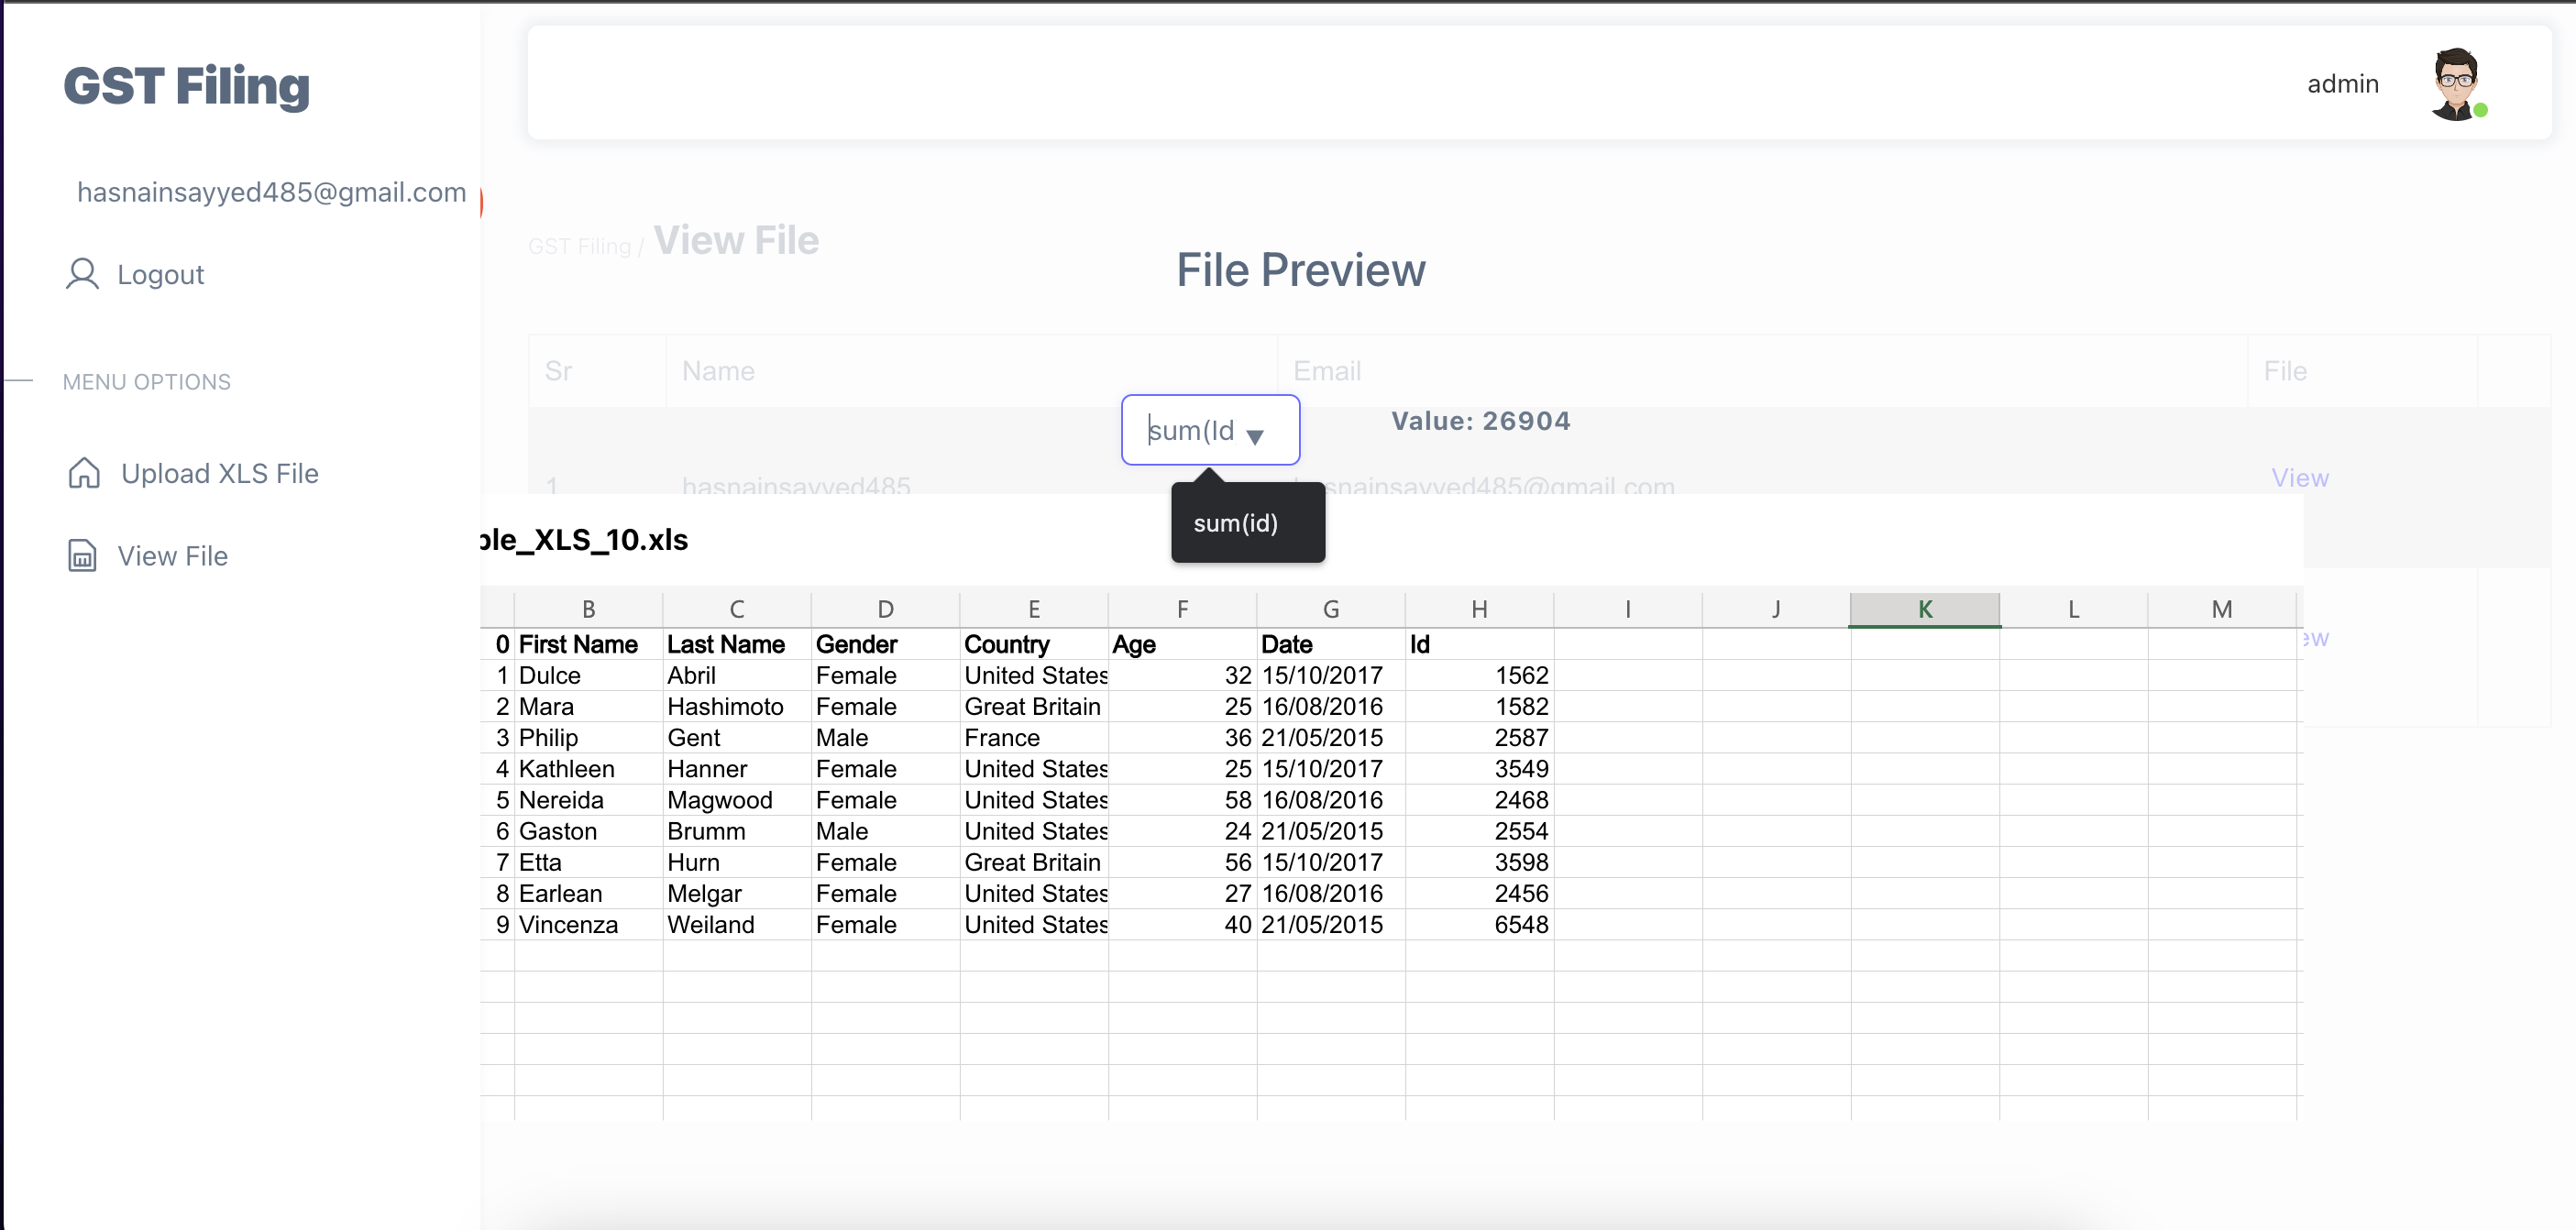 GST Filing
admin
hasnainsayyed485@gmail.com
Logout
MENU OPTIONS
Upload XLS File
View File
GST Filing / View File
File Preview
Sr Name Email File
sum(Id
Value: 26904
sum(id)
1 hasnainsayyed485 snainsayyed485@gmail.com View
ble_XLS_10.xls
B C D E F G H I J K L M
0 First Name Last Name Gender Country Age Date Id
1 Dulce Abril Female United States 32 15/10/2017 1562
2 Mara Hashimoto Female Great Britain 25 16/08/2016 1582
3 Philip Gent Male France 36 21/05/2015 2587
4 Kathleen Hanner Female United States 25 15/10/2017 3549
5 Nereida Magwood Female United States 58 16/08/2016 2468
6 Gaston Brumm Male United States 24 21/05/2015 2554
7 Etta Hurn Female Great Britain 56 15/10/2017 3598
8 Earlean Melgar Female United States 27 16/08/2016 2456
9 Vincenza Weiland Female United States 40 21/05/2015 6548
ew